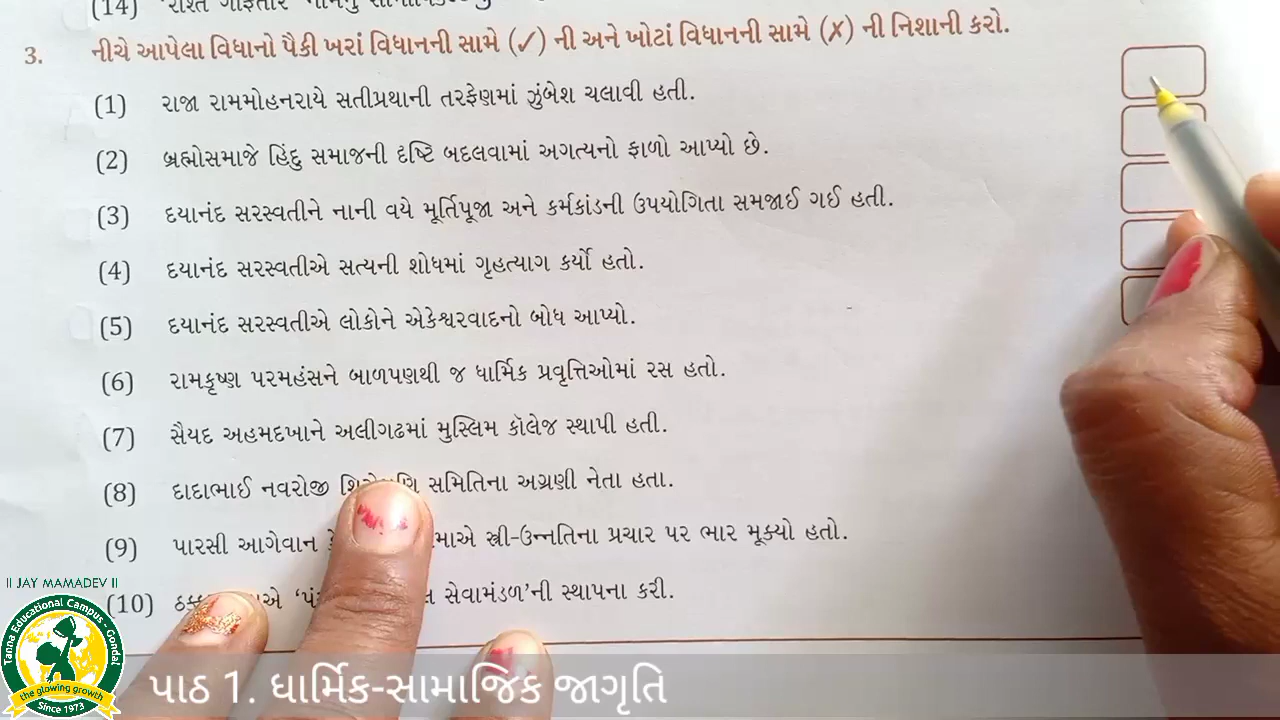 (14)
3. નીચે આપેલા વિધાનો પૈકી ખરાં વિધાનની સામે (✓) ની અને ખોટાં વિધાનની સામે (✗) ની નિશાની કરો.
(1) રાજા રામમોહનરાયે સતીપ્રથાની તરફેણમાં ઝુંબેશ ચલાવી હતી.
(2) બ્રહ્મોસમાજે હિંદુ સમાજની દૃષ્ટિ બદલવામાં અગત્યનો ફાળો આપ્યો છે.
(3) દયાનંદ સરસ્વતીને નાની વયે મૂર્તિપૂજા અને કર્મકાંડની ઉપયોગિતા સમજાઈ ગઈ હતી.
(4) દયાનંદ સરસ્વતીએ સત્યની શોધમાં ગૃહત્યાગ કર્યો હતો.
(5) દયાનંદ સરસ્વતીએ લોકોને એકેશ્વરવાદનો બોધ આપ્યો.
(6) રામકૃષ્ણ પરમહંસને બાળપણથી જ ધાર્મિક પ્રવૃત્તિઓમાં રસ હતો.
(7) સૈયદ અહમદખાને અલીગઢમાં મુસ્લિમ કૉલેજ સ્થાપી હતી.
(8) દાદાભાઈ નવરોજી સમિતિના અગ્રણી નેતા હતા.
(9) પારસી આગેવાન સ્ત્રી-ઉન્નતિના પ્રચાર પર ભાર મૂક્યો હતો.
(10) સેવામંડળ'ની સ્થાપના કરી.
|| JAY MAMADEV ||
Tanna Educational Campus - Gondal
the glowing growth
Since 1973
પાઠ 1. ધાર્મિક-સામાજિક જાગૃતિ